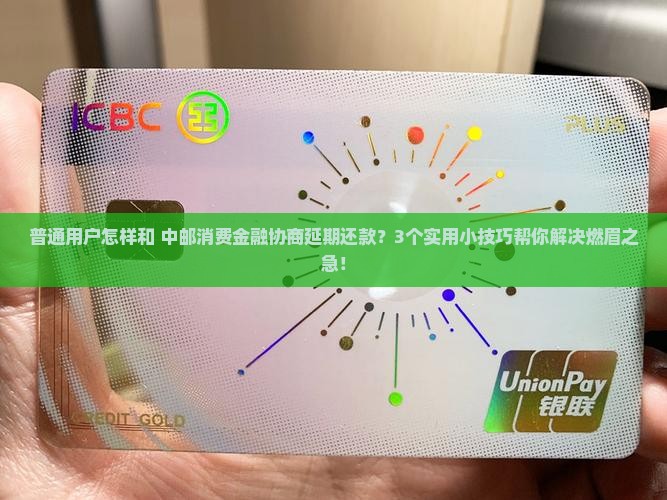 ICBC
PLUS
普通用户怎样和 中邮消费金融协商延期还款？3个实用小技巧帮你解决燃眉之
急！
CREDIT GOLD
UnionPay
银联